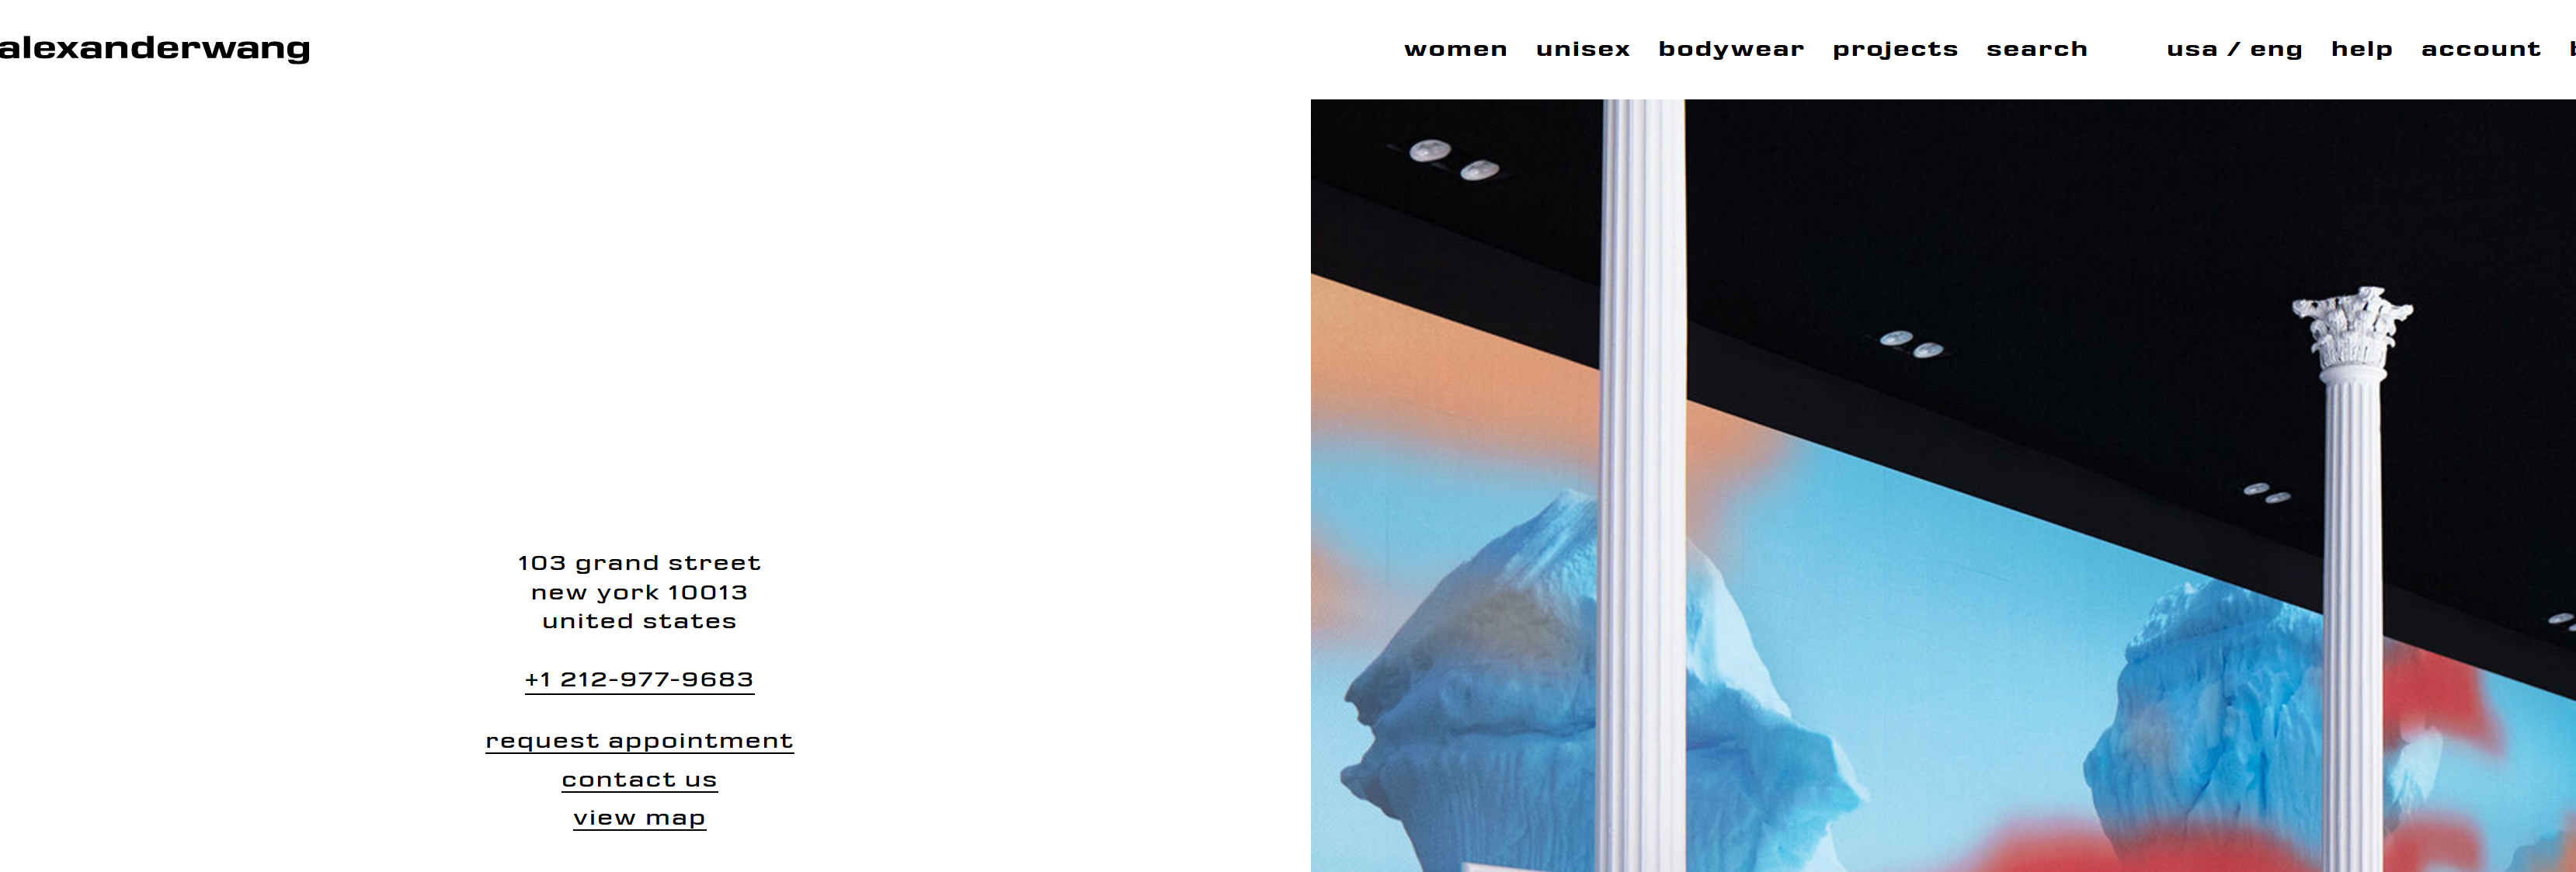 alexanderwang
women unisex bodywear projects search usa / eng help account
103 grand street
new york 10013
united states
+1 212-977-9683
request appointment
contact us
view map